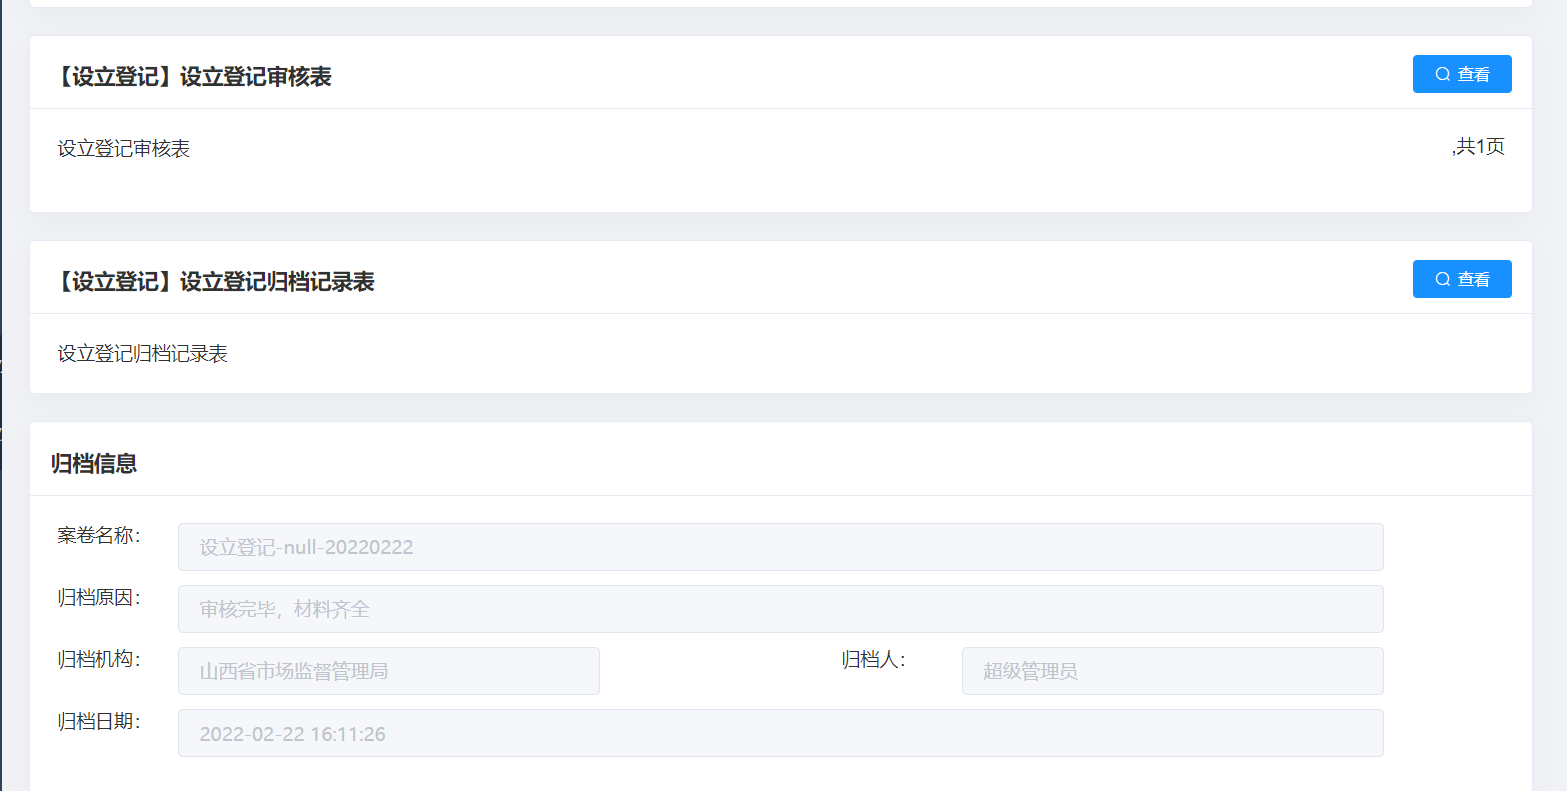 【设立登记】设立登记审核表
查看
设立登记审核表
,共1页
【设立登记】设立登记归档记录表
查看
设立登记归档记录表
归档信息
案卷名称：
设立登记-null-20220222
归档原因：
审核完毕，材料齐全
归档机构：
山西省市场监督管理局
归档人：
超级管理员
归档日期：
2022-02-22 16:11:26